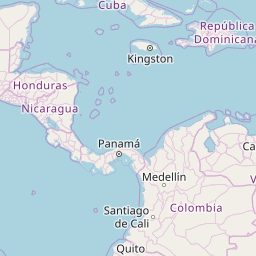 Cuba
República
Dominicana
Kingston
Honduras
Nicaragua
Panamá
Ca
Medellín
V
Colombia
Santiago
de Cali
Quito